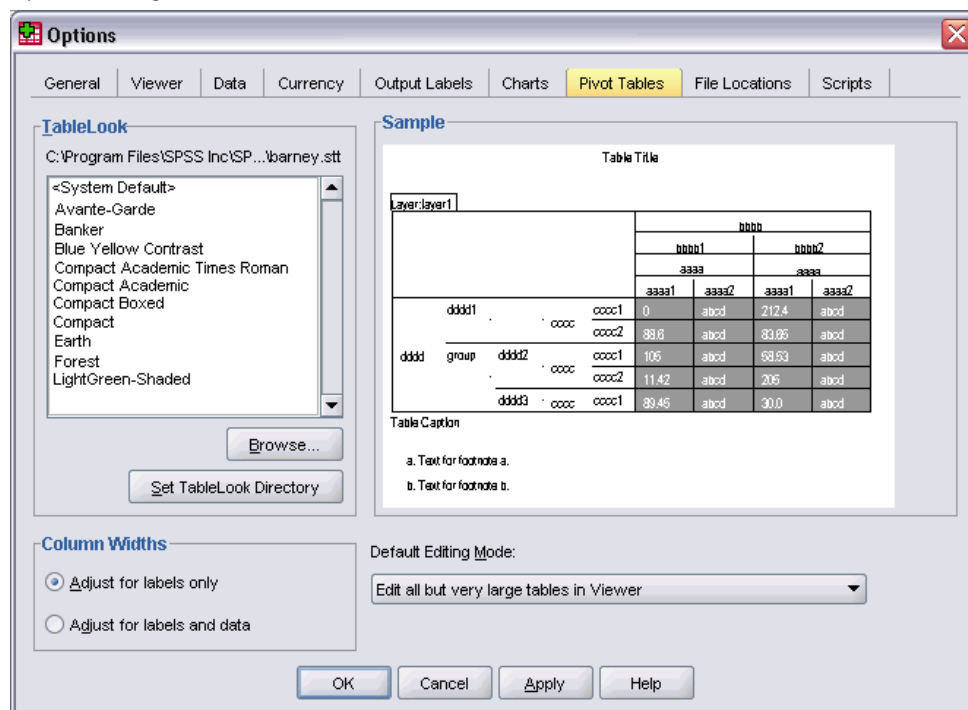 Options
General Viewer Data Currency Output Labels Charts Pivot Tables File Locations Scripts
TableLook
C:\Program Files\SPSS Inc\SP...\barney.stt
<System Default>
Avante-Garde
Banker
Blue Yellow Contrast
Compact Academic Times Roman
Compact Academic
Compact Boxed
Compact
Earth
Forest
LightGreen-Shaded
Browse...
Set TableLook Directory
Sample
Table Title
Layer:layer1
bbbb
bbbb1 bbbb2
aaaa aaaa
aaaa1 aaaa2 aaaa1 aaaa2
dddd1 cccc cccc1 0 abcd 212.4 abcd
cccc2 88.6 abcd 83.65 abcd
dddd group dddd2 cccc cccc1 106 abcd 58.53 abcd
cccc2 11.42 abcd 205 abcd
dddd3 cccc cccc1 89.46 abcd 30.0 abcd
Table Caption
a. Text for footnote a.
b. Text for footnote b.
Column Widths
Adjust for labels only
Adjust for labels and data
Default Editing Mode:
Edit all but very large tables in Viewer
OK Cancel Apply Help